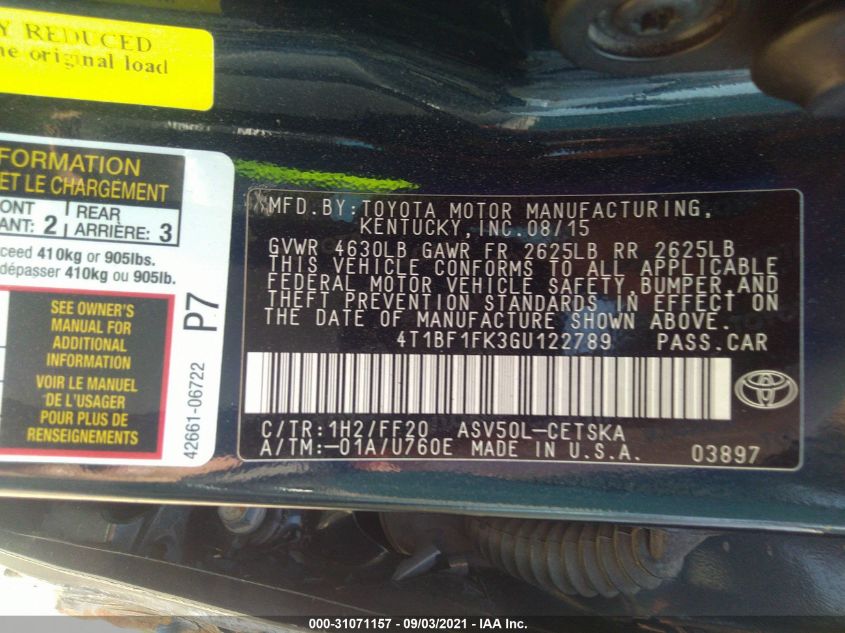 Y REDUCED
he original load
FORMATION
ET LE CHARGEMENT
ONT
ANT: 2
REAR
ARRIÈRE: 3
ceed 410kg or 905lbs.
dépasser 410kg ou 905lb.
SEE OWNER'S
MANUAL FOR
ADDITIONAL
INFORMATION
VOIR LE MANUEL
DE L'USAGER
POUR PLUS DE
RENSEIGNEMENTS
P7
42661-06722
MFD.BY:TOYOTA MOTOR MANUFACTURING,
KENTUCKY,INC.08/15
GVWR 4630LB GAWR FR 2625LB RR 2625LB
THIS VEHICLE CONFORMS TO ALL APPLICABLE
FEDERAL MOTOR VEHICLE SAFETY,BUMPER,AND
THEFT PREVENTION STANDARDS IN EFFECT ON
THE DATE OF MANUFACTURE SHOWN ABOVE.
4T1BF1FK3GU122789 PASS.CAR
C/TR:1H2/FF20 ASV50L-CETSKA
A/TM:-01A/U760E MADE IN U.S.A. 03897
000-31071157 - 09/03/2021 - IAA Inc.